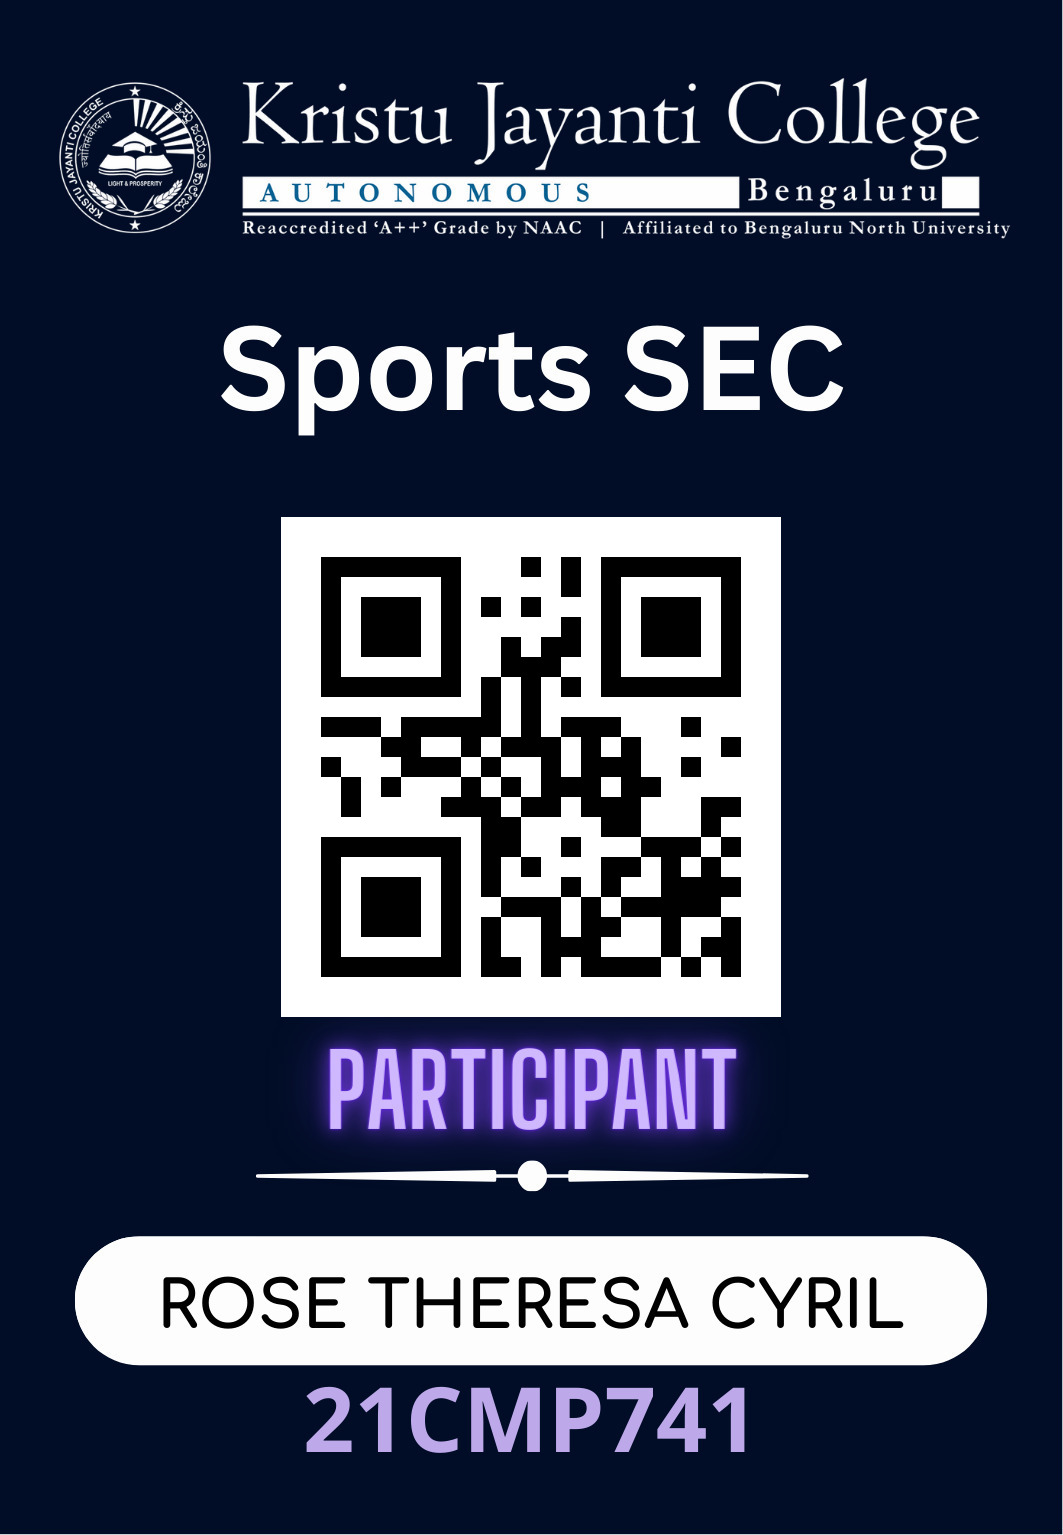 KRISTU JAYANTI COLLEGE
ಕ್ರಿಸ್ತು ಜಯಂತಿ ಕಾಲೇಜು
LIGHT & PROSPERITY
Kristu Jayanti College
AUTONOMOUS Bengaluru
Reaccredited ‘A++’ Grade by NAAC | Affiliated to Bengaluru North University
Sports SEC
PARTICIPANT
ROSE THERESA CYRIL
21CMP741